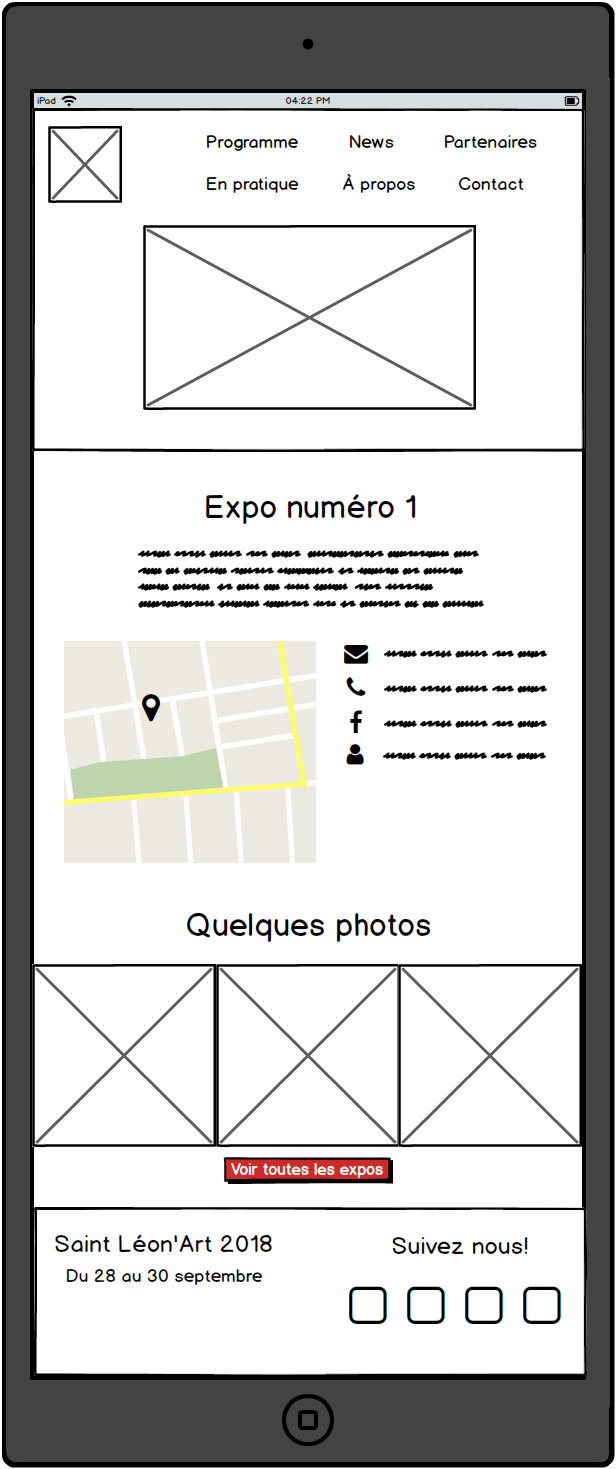 iPad 04:22 PM
Programme News Partenaires
En pratique À propos Contact
Expo numéro 1
Quelques photos
Voir toutes les expos
Saint Léon'Art 2018
Du 28 au 30 septembre
Suivez nous!